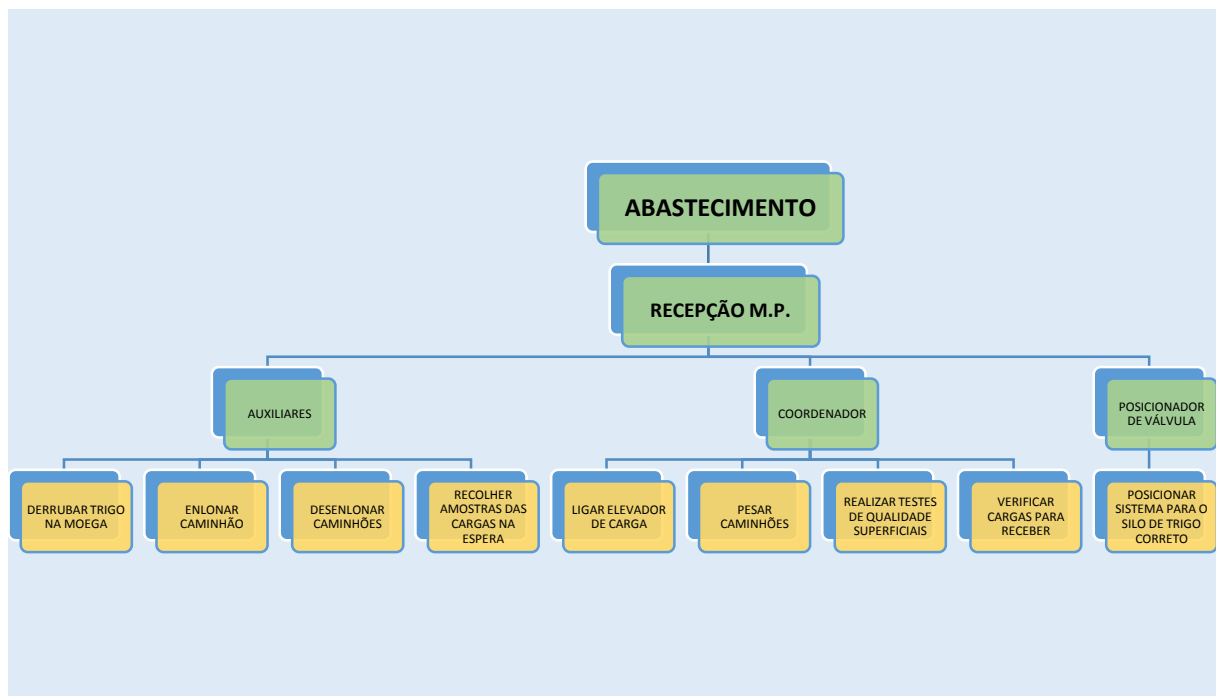 ABASTECIMENTO
RECEPÇÃO M.P.
AUXILIARES
COORDENADOR
POSICIONADOR
DE VÁLVULA
DERRUBAR TRIGO
NA MOEGA
ENLONAR
CAMINHÃO
DESENLONAR
CAMINHÕES
RECOLHER
AMOSTRAS DAS
CARGAS NA
ESPERA
LIGAR ELEVADOR
DE CARGA
PESAR
CAMINHÕES
REALIZAR TESTES
DE QUALIDADE
SUPERFICIAIS
VERIFICAR
CARGAS PARA
RECEBER
POSICIONAR
SISTEMA PARA O
SILO DE TRIGO
CORRETO